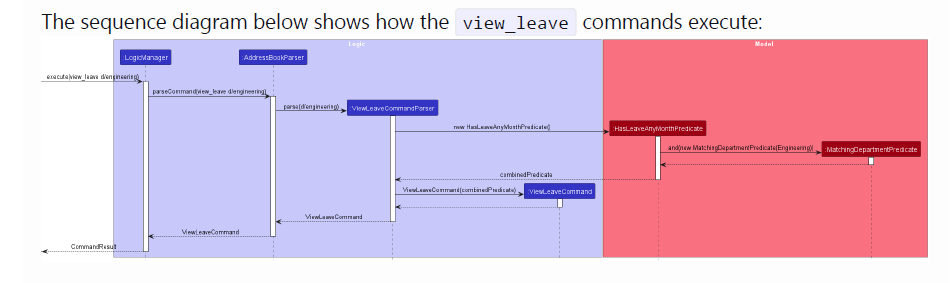 The sequence diagram below shows how the view_leave commands execute:
Logic
Model
:LogicManager
:AddressBookParser
execute(view_leave d/engineering)
parseCommand(view_leave d/engineering)
parse(d/engineering)
:ViewLeaveCommandParser
new HasLeaveAnyMonthPredicate()
:HasLeaveAnyMonthPredicate
and(new MatchingDepartmentPredicate(Engineering))
MatchingDepartmentPredicate
combinedPredicate
ViewLeaveCommand(combinedPredicate)
:ViewLeaveCommand
:ViewLeaveCommand
:ViewLeaveCommand
CommandResult